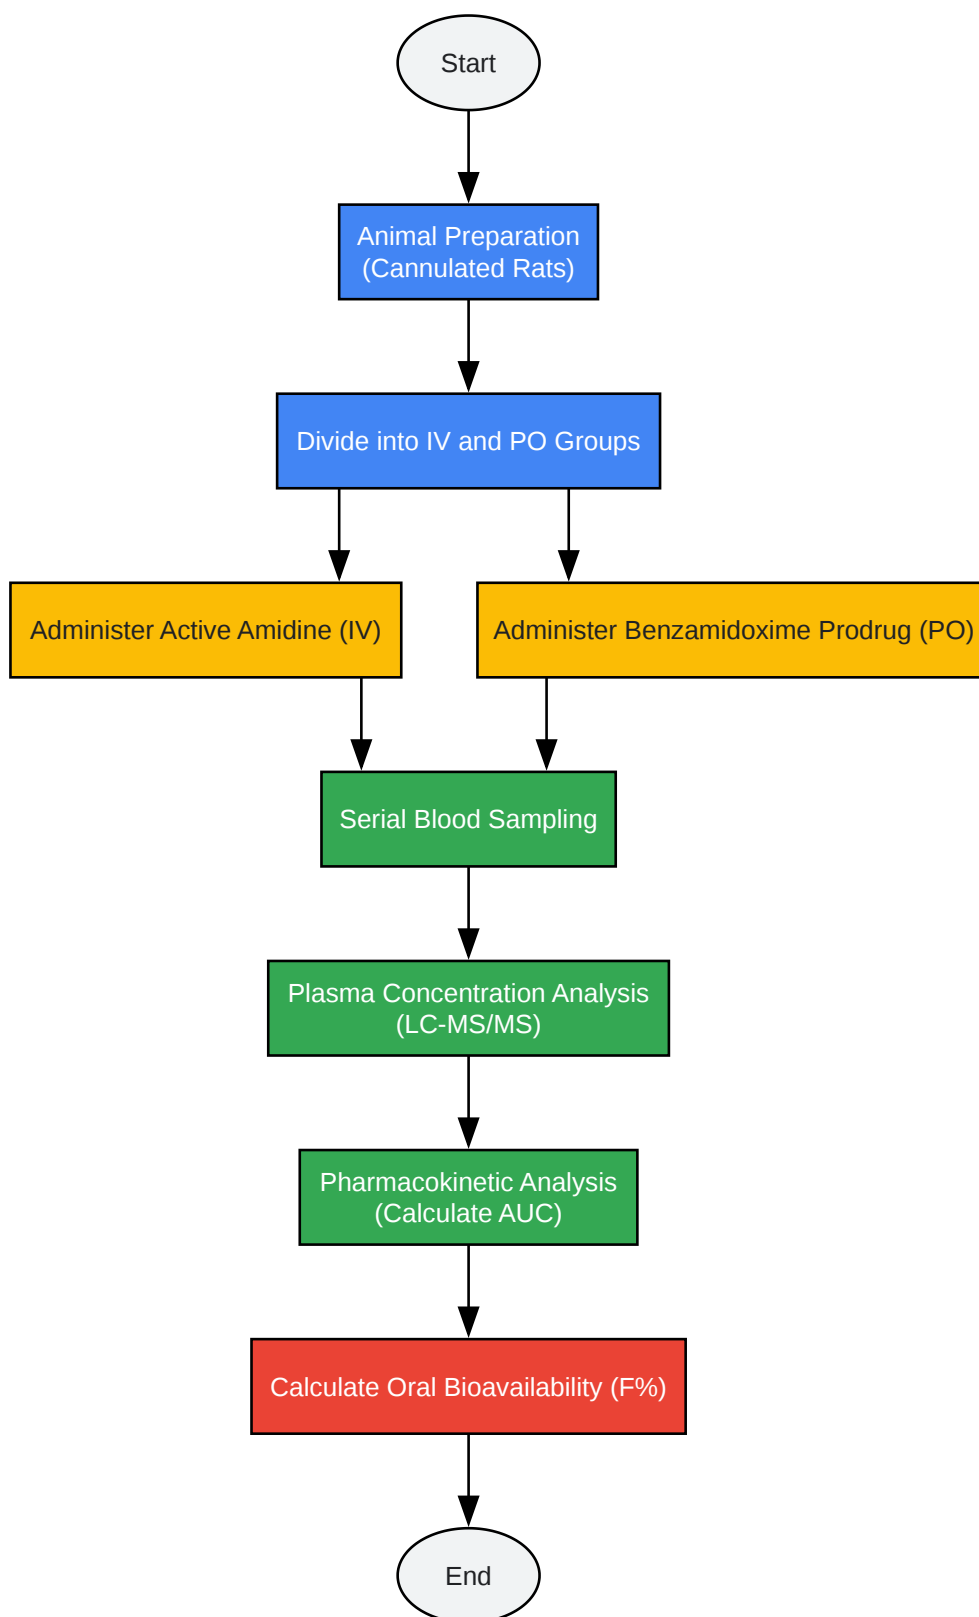 Start
Animal Preparation
(Cannulated Rats)
Divide into IV and PO Groups
Administer Active Amidine (IV)
Administer Benzamidoxime Prodrug (PO)
Serial Blood Sampling
Plasma Concentration Analysis
(LC-MS/MS)
Pharmacokinetic Analysis
(Calculate AUC)
Calculate Oral Bioavailability (F%)
End